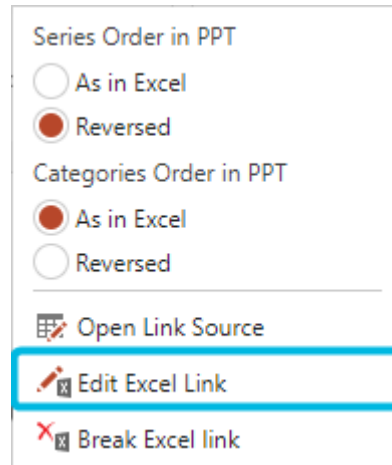 Series Order in PPT
As in Excel
Reversed
Categories Order in PPT
As in Excel
Reversed
Open Link Source
Edit Excel Link
Break Excel link